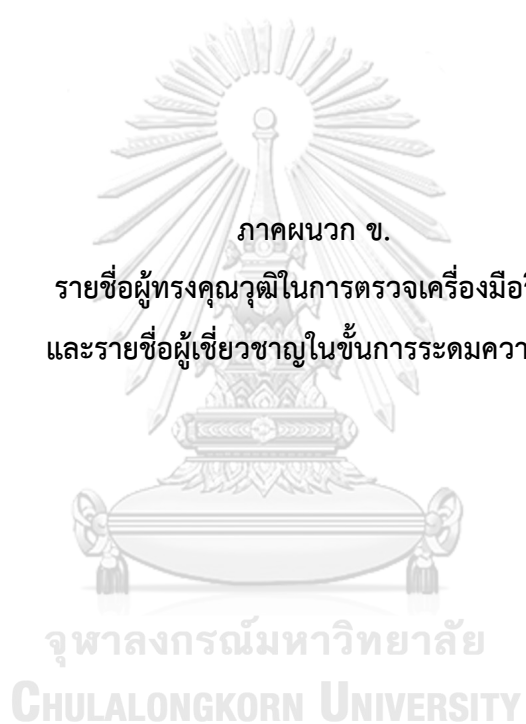 ภาคผนวก ข.
รายชื่อผู้ทรงคุณวุฒิในการตรวจเครื่องมือวิ
และรายชื่อผู้เชี่ยวชาญในขั้นการระดมควา
จุฬาลงกรณ์มหาวิทยาลัย
CHULALONGKORN UNIVERSITY